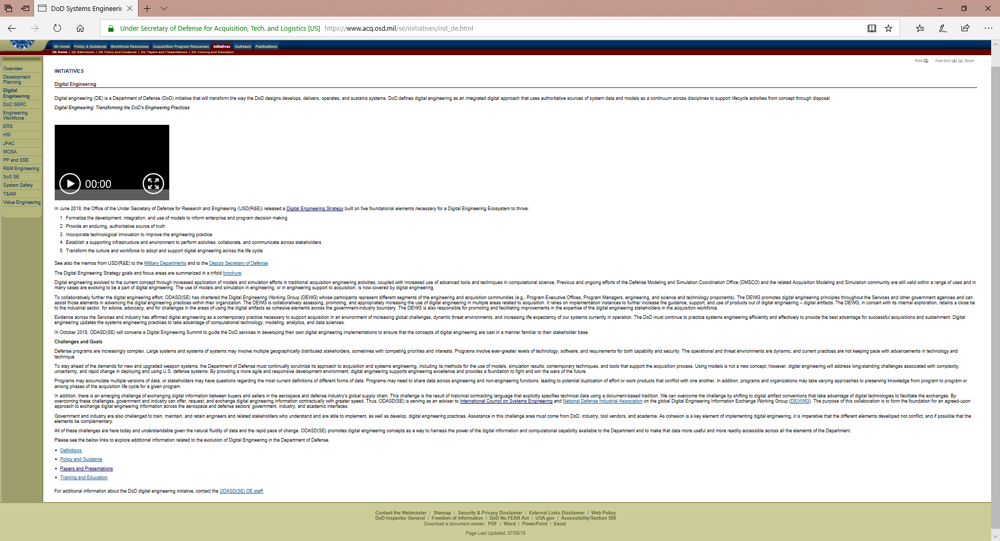 DoD Systems Engineeri
Under Secretary of Defense for Acquisition, Tech. and Logistics [US] https://www.acq.osd.mil/se/initiatives/init_de.html
SE Home Policy & Guidance Workforce Resources Acquisition Program Resources Initiatives Outreach Publications
DE Home | DE Definitions | DE Policy and Guidance | DE Papers and Presentations | DE Training and Education
Print Font Size: + - Reset
Overview
Development
Planning
Digital
Engineering
DoD SERC
Engineering
Workforce
ERS
HSI
JFAC
MOSA
PP and SSE
R&M Engineering
SoS SE
System Safety
T&AM
Value Engineering
INITIATIVES
Digital Engineering
Digital engineering (DE) is a Department of Defense (DoD) initiative that will transform the way the DoD designs develops, delivers, operates, and sustains systems. DoD defines digital engineering as an integrated digital approach that uses authoritative sources of system data and models as a continuum across disciplines to support lifecycle activities from concept through disposal.
Digital Engineering: Transforming the DoD's Engineering Practices
00:00
In June 2018, the Office of the Under Secretary of Defense for Research and Engineering (USD(R&E)) released a Digital Engineering Strategy built on five foundational elements necessary for a Digital Engineering Ecosystem to thrive:
1. Formalize the development, integration, and use of models to inform enterprise and program decision making
2. Provide an enduring, authoritative source of truth
3. Incorporate technological innovation to improve the engineering practice
4. Establish a supporting infrastructure and environment to perform activities, collaborate, and communicate across stakeholders
5. Transform the culture and workforce to adopt and support digital engineering across the life cycle
See also the memos from USD(R&E) to the Military Departments and to the Deputy Secretary of Defense.
The Digital Engineering Strategy goals and focus areas are summarized in a trifold brochure.
Digital engineering evolved to the current concept through increased application of models and simulation efforts in traditional acquisition engineering activities, coupled with increased use of advanced tools and techniques in computational science. Previous and ongoing efforts of the Defense Modeling and Simulation Coordination Office (DMSCO) and the related Acquisition Modeling and Simulation community are still valid within a range of uses and in
many cases are evolving to be a part of digital engineering. The use of models and simulation in engineering, or in engineering support to acquisition, is now covered by digital engineering.
To collaboratively further the digital engineering effort, ODASD(SE) has chartered the Digital Engineering Working Group (DEWG) whose participants represent different segments of the engineering and acquisition communities (e.g., Program Executive Offices, Program Managers, engineering, and science and technology proponents). The DEWG promotes digital engineering principles throughout the Services and other government agencies and can
assist those elements in advancing the digital engineering practices within their organization. The DEWG is collaboratively assessing, promoting, and appropriately increasing the use of digital engineering in multiple areas related to acquisition. It relies on implementation instances to further increase the guidance, support, and use of products out of digital engineering – digital artifacts. The DEWG, in concert with its internal exploration, retains a close tie
to the industrial sector, for advice, advocacy, and for challenges in the areas of using the digital artifacts as cohesive elements across the government-industry boundary. The DEWG is also responsible for promoting and facilitating improvements in the expertise of the digital engineering stakeholders in the acquisition workforce.
Evidence across the Services and industry has affirmed digital engineering as a contemporary practice necessary to support acquisition in an environment of increasing global challenges, dynamic threat environments, and increasing life expectancy of our systems currently in operation. The DoD must continue to practice systems engineering efficiently and effectively to provide the best advantage for successful acquisitions and sustainment. Digital
engineering updates the systems engineering practices to take advantage of computational technology, modeling, analytics, and data sciences.
In October 2018, ODASD(SE) will convene a Digital Engineering Summit to guide the DoD services in developing their own digital engineering implementations to ensure that the concepts of digital engineering are cast in a manner familiar to their stakeholder base.
Challenges and Goals
Defense programs are increasingly complex. Large systems and systems of systems may involve multiple geographically distributed stakeholders, sometimes with competing priorities and interests. Programs involve ever-greater levels of technology, software, and requirements for both capability and security. The operational and threat environments are dynamic, and current practices are not keeping pace with advancements in technology and
technique.
To stay ahead of the demands for new and upgraded weapon systems, the Department of Defense must continually scrutinize its approach to acquisition and systems engineering, including its methods for the use of models, simulation results, contemporary techniques, and tools that support the acquisition process. Using models is not a new concept; however, digital engineering will address long-standing challenges associated with complexity,
uncertainty, and rapid change in deploying and using U.S. defense systems. By providing a more agile and responsive development environment, digital engineering supports engineering excellence and provides a foundation to fight and win the wars of the future.
Programs may accumulate multiple versions of data, or stakeholders may have questions regarding the most current definitions of different forms of data. Programs may need to share data across engineering and non-engineering functions, leading to potential duplication of effort or work products that conflict with one another. In addition, programs and organizations may take varying approaches to preserving knowledge from program to program or
among phases of the acquisition life cycle for a given program.
In addition, there is an emerging challenge of exchanging digital information between buyers and sellers in the aerospace and defense industry's global supply chain. This challenge is the result of historical contracting language that explicitly specifies technical data using a document-based tradition. We can overcome the challenge by shifting to digital artifact conventions that take advantage of digital technologies to facilitate the exchanges. By
overcoming these challenges, government and industry can offer, request, and exchange digital engineering information contractually with greater speed. Thus, ODASD(SE) is serving as an adviser to International Council on Systems Engineering and National Defense Industrial Association on the global Digital Engineering Information Exchange Working Group (DEIXWG). The purpose of this collaboration is to form the foundation for an agreed-upon
approach to exchange digital engineering information across the aerospace and defense sectors' government, industry, and academic interfaces.
Government and industry are also challenged to train, maintain, and retain engineers and related stakeholders who understand and are able to implement, as well as develop, digital engineering practices. Assistance in this challenge area must come from DoD, industry, tool vendors, and academia. As cohesion is a key element of implementing digital engineering, it is imperative that the different elements developed not conflict, and if possible that the
elements be complementary.
All of these challenges are here today and understandable given the natural fluidity of data and the rapid pace of change. ODASD(SE) promotes digital engineering concepts as a way to harness the power of the digital information and computational capability available to the Department and to make that data more useful and more readily accessible across all the elements of the Department.
Please see the below links to explore additional information related to the evolution of Digital Engineering in the Department of Defense.
▪ Definitions
▪ Policy and Guidance
▪ Papers and Presentations
▪ Training and Education
For additional information about the DoD digital engineering initiative, contact the ODASD(SE) DE staff.
Contact the Webmaster | Sitemap | Security & Privacy Disclaimer | External Links Disclaimer | Web Policy
DoD Inspector General | Freedom of Information | DoD No FEAR Act | USA.gov | Accessibility/Section 508
Download a document viewer: PDF | Word | PowerPoint | Excel
Page Last Updated: 07/09/18